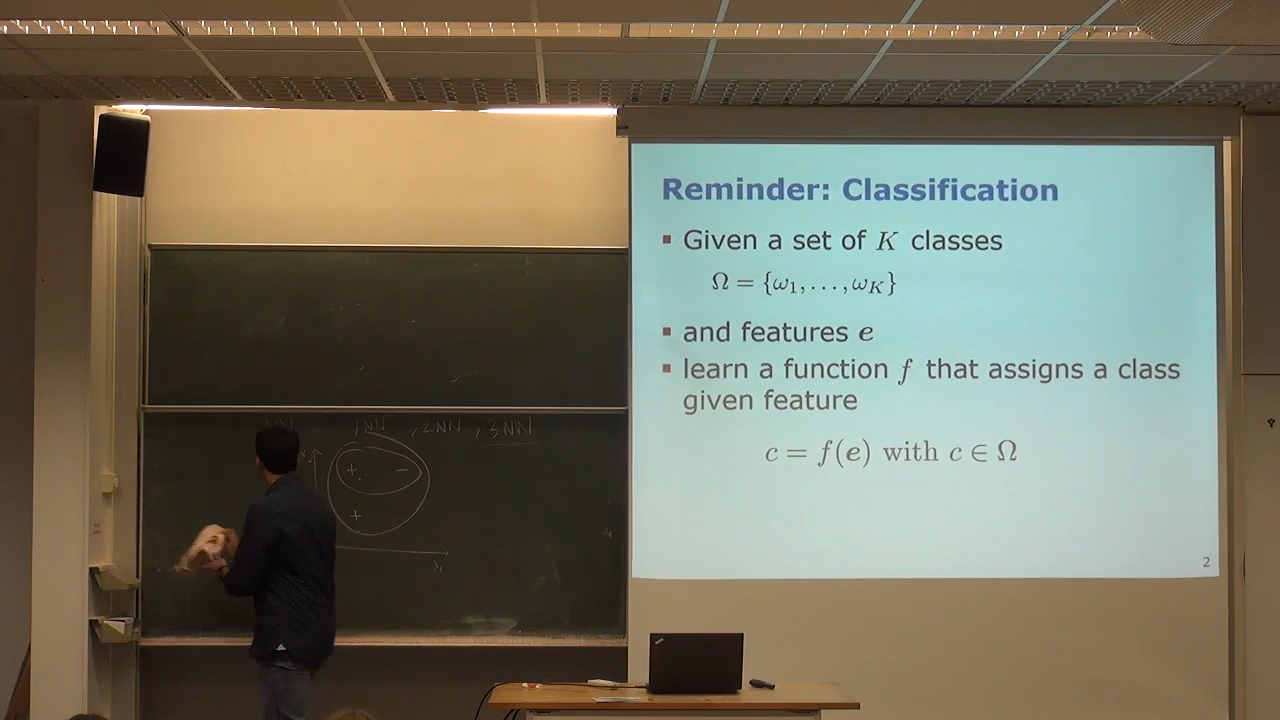 1NN , 2NN , 3NN
+ -
+
x₁
Reminder: Classification
▪ Given a set of K classes
Ω = {ω₁, . . . , ω_K}
▪ and features e
▪ learn a function f that assigns a class
given feature
c = f(e) with c ∈ Ω
2